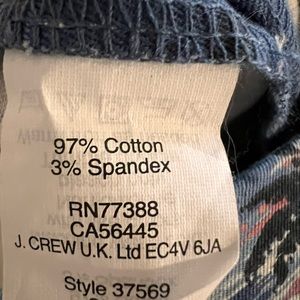 97% Cotton
3% Spandex
RN77388
CA56445
J. CREW U.K. Ltd EC4V 6JA
Style 37569